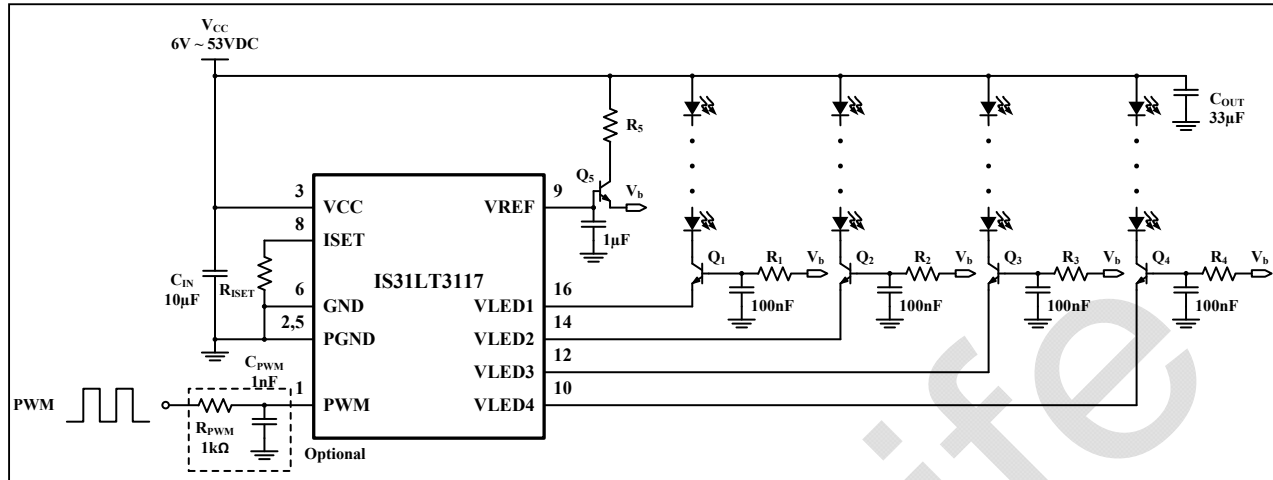 VCC
6V ~ 53VDC
COUT
33µF
R5
Q5
Vb
3
VCC
8
ISET
9
VREF
1µF
CIN
10µF
RISET
IS31LT3117
6
GND
2,5
PGND
16
VLED1
14
VLED2
12
VLED3
10
VLED4
Q1
R1
Vb
100nF
Q2
R2
Vb
100nF
Q3
R3
Vb
100nF
Q4
R4
Vb
100nF
CPWM
1nF
1
PWM
PWM
RPWM
1kΩ
Optional